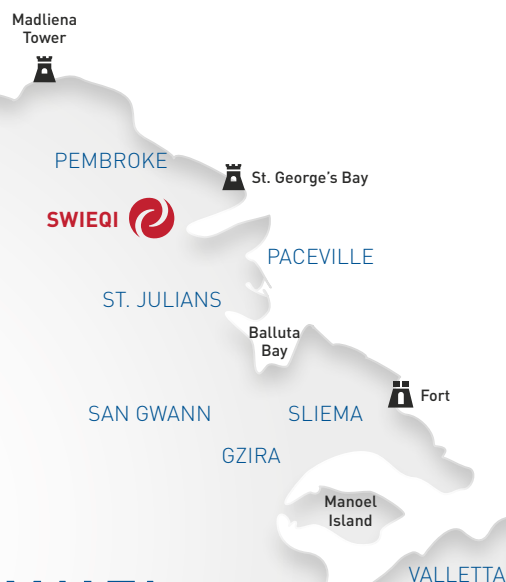 Madliena
Tower
PEMBROKE
St. George's Bay
SWIEQI
PACEVILLE
ST. JULIANS
Balluta
Bay
Fort
SAN GWANN
SLIEMA
GZIRA
Manoel
Island
VALLETTA